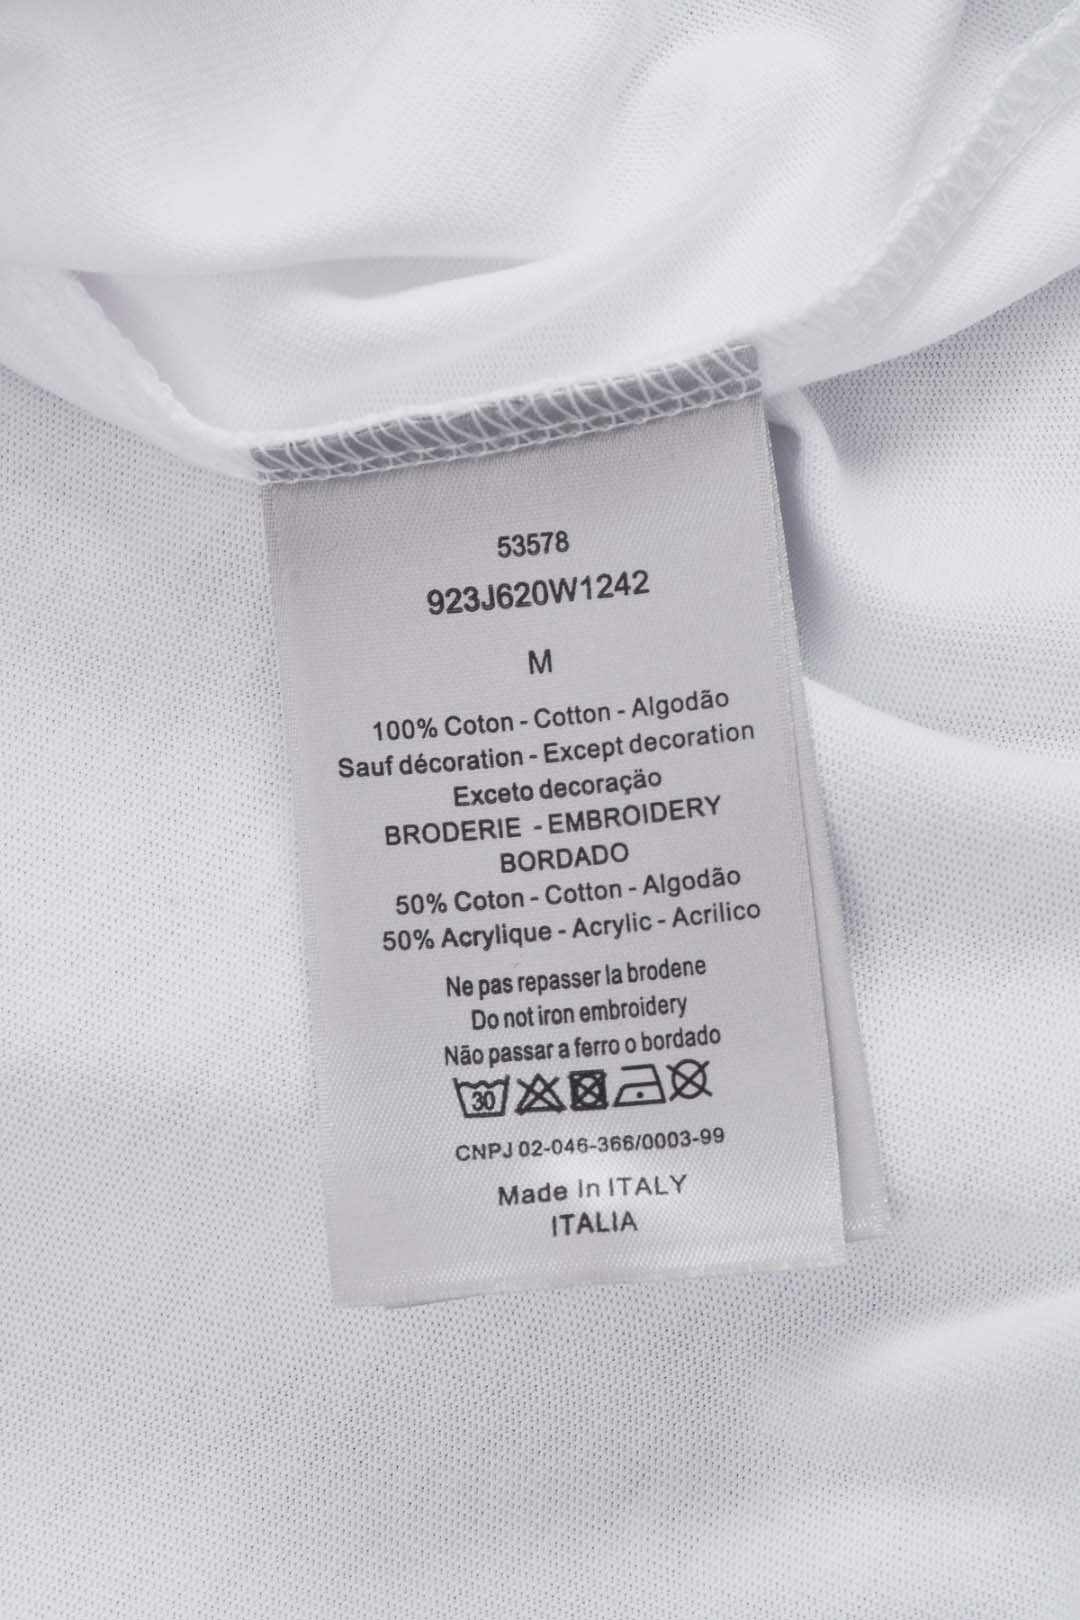 53578
923J620W1242
M
100% Coton - Cotton - Algodão
Sauf décoration - Except decoration
Exceto decoraçäo
BRODERIE - EMBROIDERY
BORDADO
50% Coton - Cotton - Algodão
50% Acrylique - Acrylic - Acrilico
Ne pas repasser la brodene
Do not iron embroidery
Não passar a ferro o bordado
30
CNPJ 02-046-366/0003-99
Made In ITALY
ITALIA